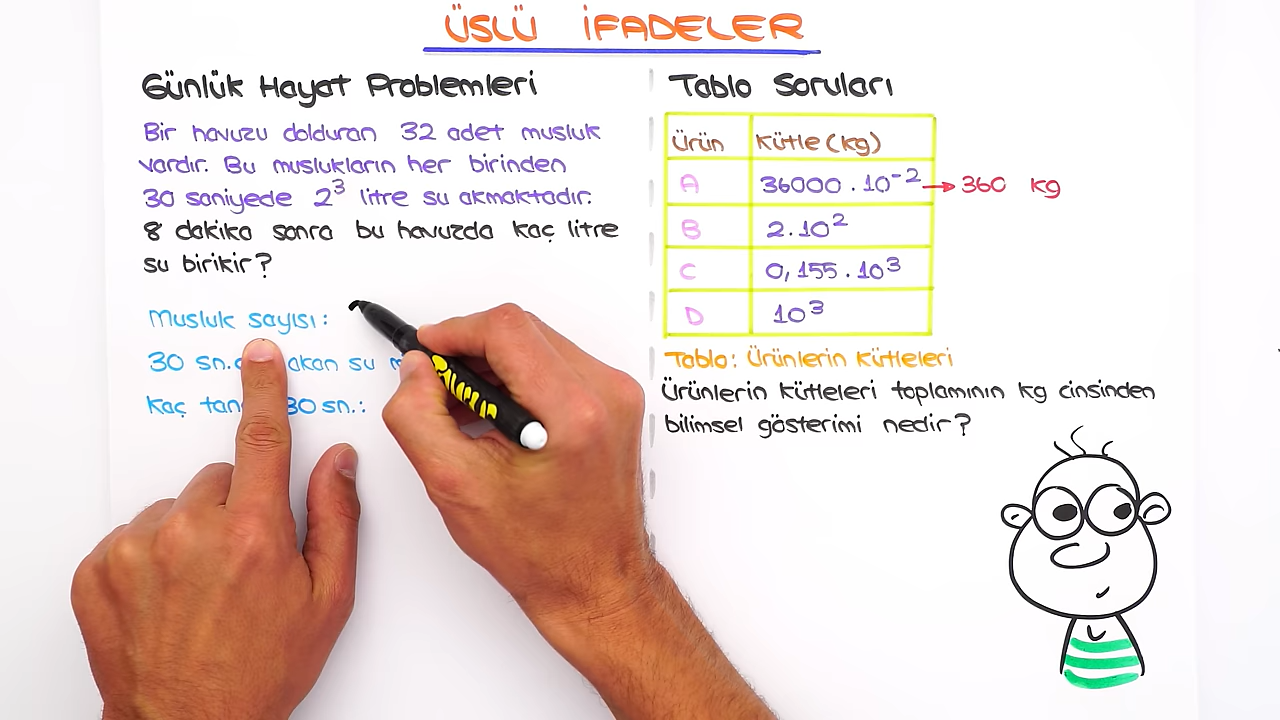 ÜSLÜ İFADELER
Günlük Hayat Problemleri
Bir havuzu dolduran 32 adet musluk
vardır. Bu muslukların her birinden
30 saniyede 2³ litre su akmaktadır.
8 dakika sonra bu havuzda kaç litre
su birikir?
Musluk sayısı:
30 akan su
Kaç 30 sn.:
Tablo Soruları
Ürün Kütle(kg)
A 36000.10⁻² → 360 kg
B 2.10²
C 0,155.10³
D 10³
Tablo: Ürünlerin Kütleleri
Ürünlerin kütleleri toplamının kg cinsinden
bilimsel gösterimi nedir?